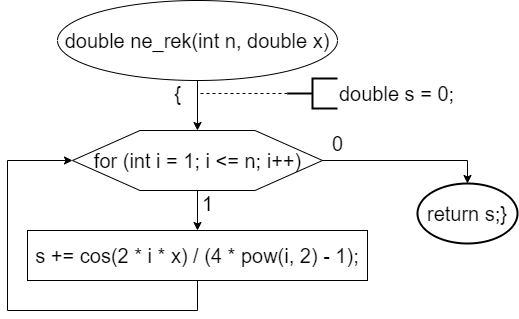 double ne_rek(int n, double x)
{
double s = 0;
for (int i = 1; i <= n; i++)
0
1
s += cos(2 * i * x) / (4 * pow(i, 2) - 1);
return s;}